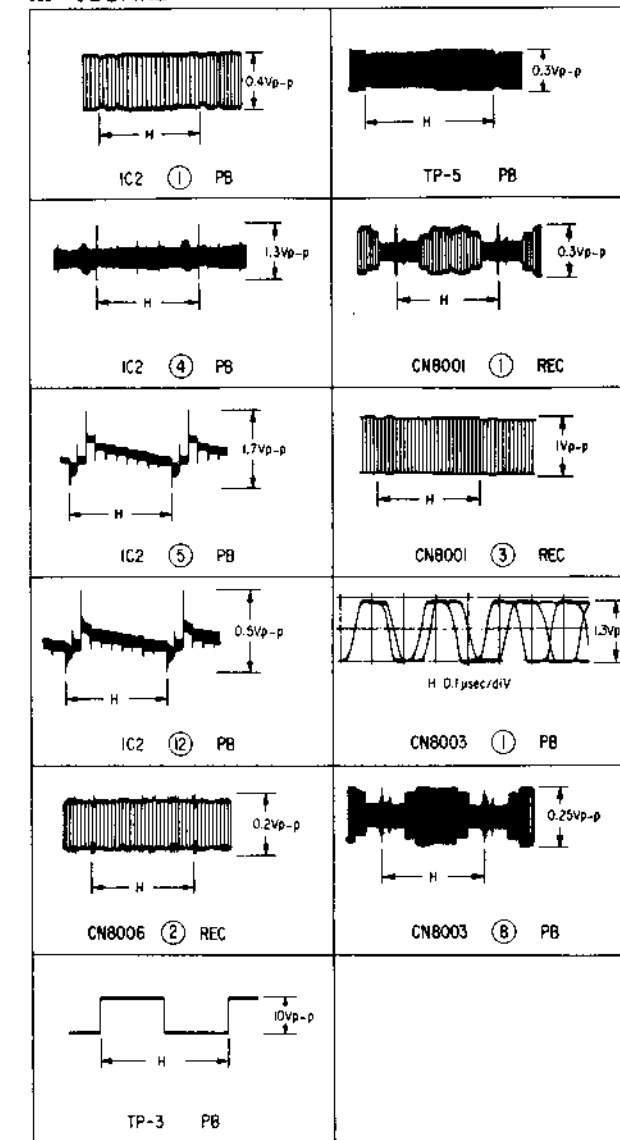 0.4Vp-p
H
IC2 ① PB
0.3Vp-p
H
TP-5 PB
1.3Vp-p
H
IC2 ④ PB
0.3Vp-p
H
CN8001 ① REC
1.7Vp-p
H
IC2 ⑤ PB
1Vp-p
H
CN8001 ③ REC
0.5Vp-p
H
IC2 ⑫ PB
1.3Vp
H 0.1μsec/diV
CN8003 ① PB
0.2Vp-p
H
CN8006 ② REC
0.25Vp-p
H
CN8003 ⑧ PB
10Vp-p
H
TP-3 PB